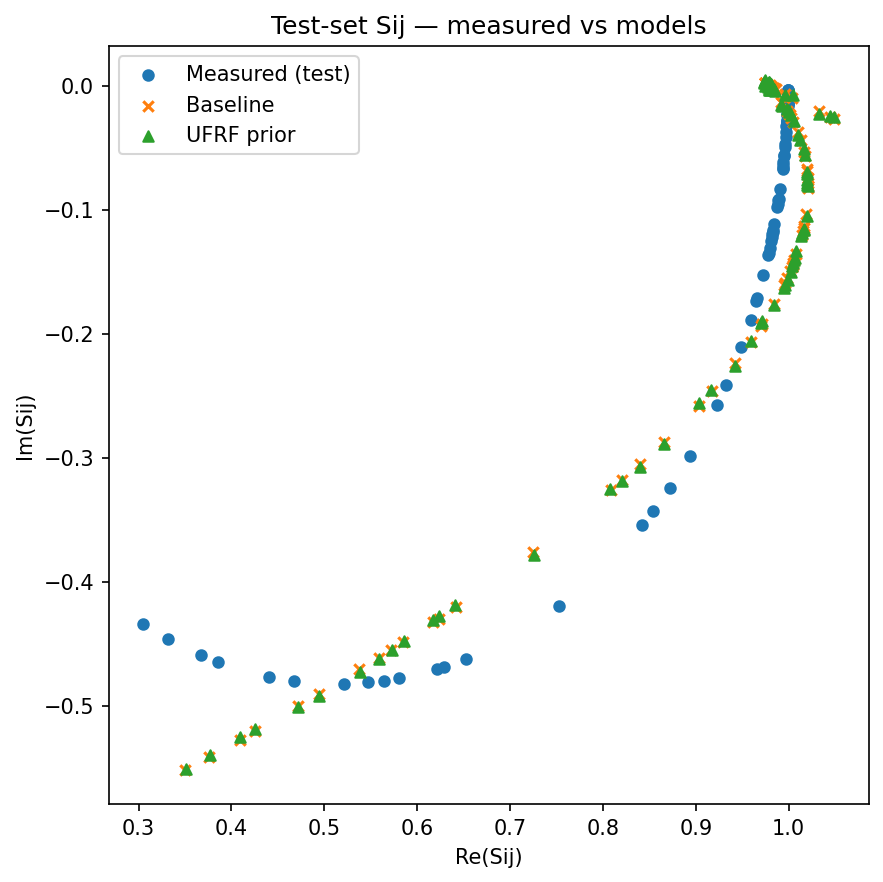 Test-set Sij — measured vs models
Measured (test)
Baseline
UFRF prior
Im(Sij)
0.0
−0.1
−0.2
−0.3
−0.4
−0.5
0.3 0.4 0.5 0.6 0.7 0.8 0.9 1.0
Re(Sij)